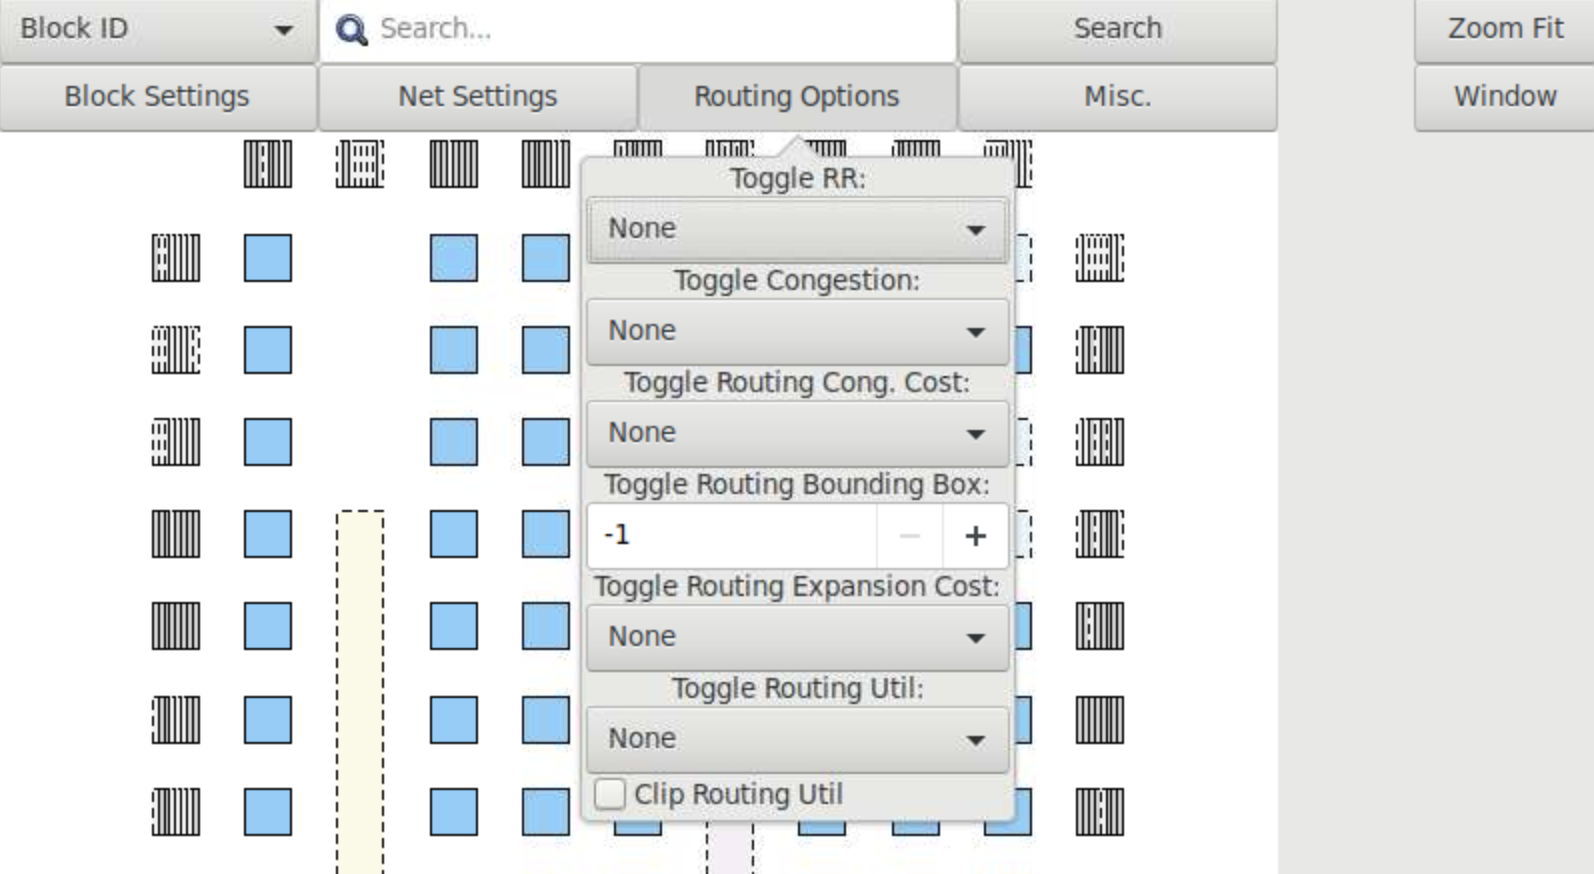 Block ID
Search...
Search
Zoom Fit
Block Settings
Net Settings
Routing Options
Misc.
Window
Toggle RR:
None
Toggle Congestion:
None
Toggle Routing Cong. Cost:
None
Toggle Routing Bounding Box:
-1
Toggle Routing Expansion Cost:
None
Toggle Routing Util:
None
Clip Routing Util